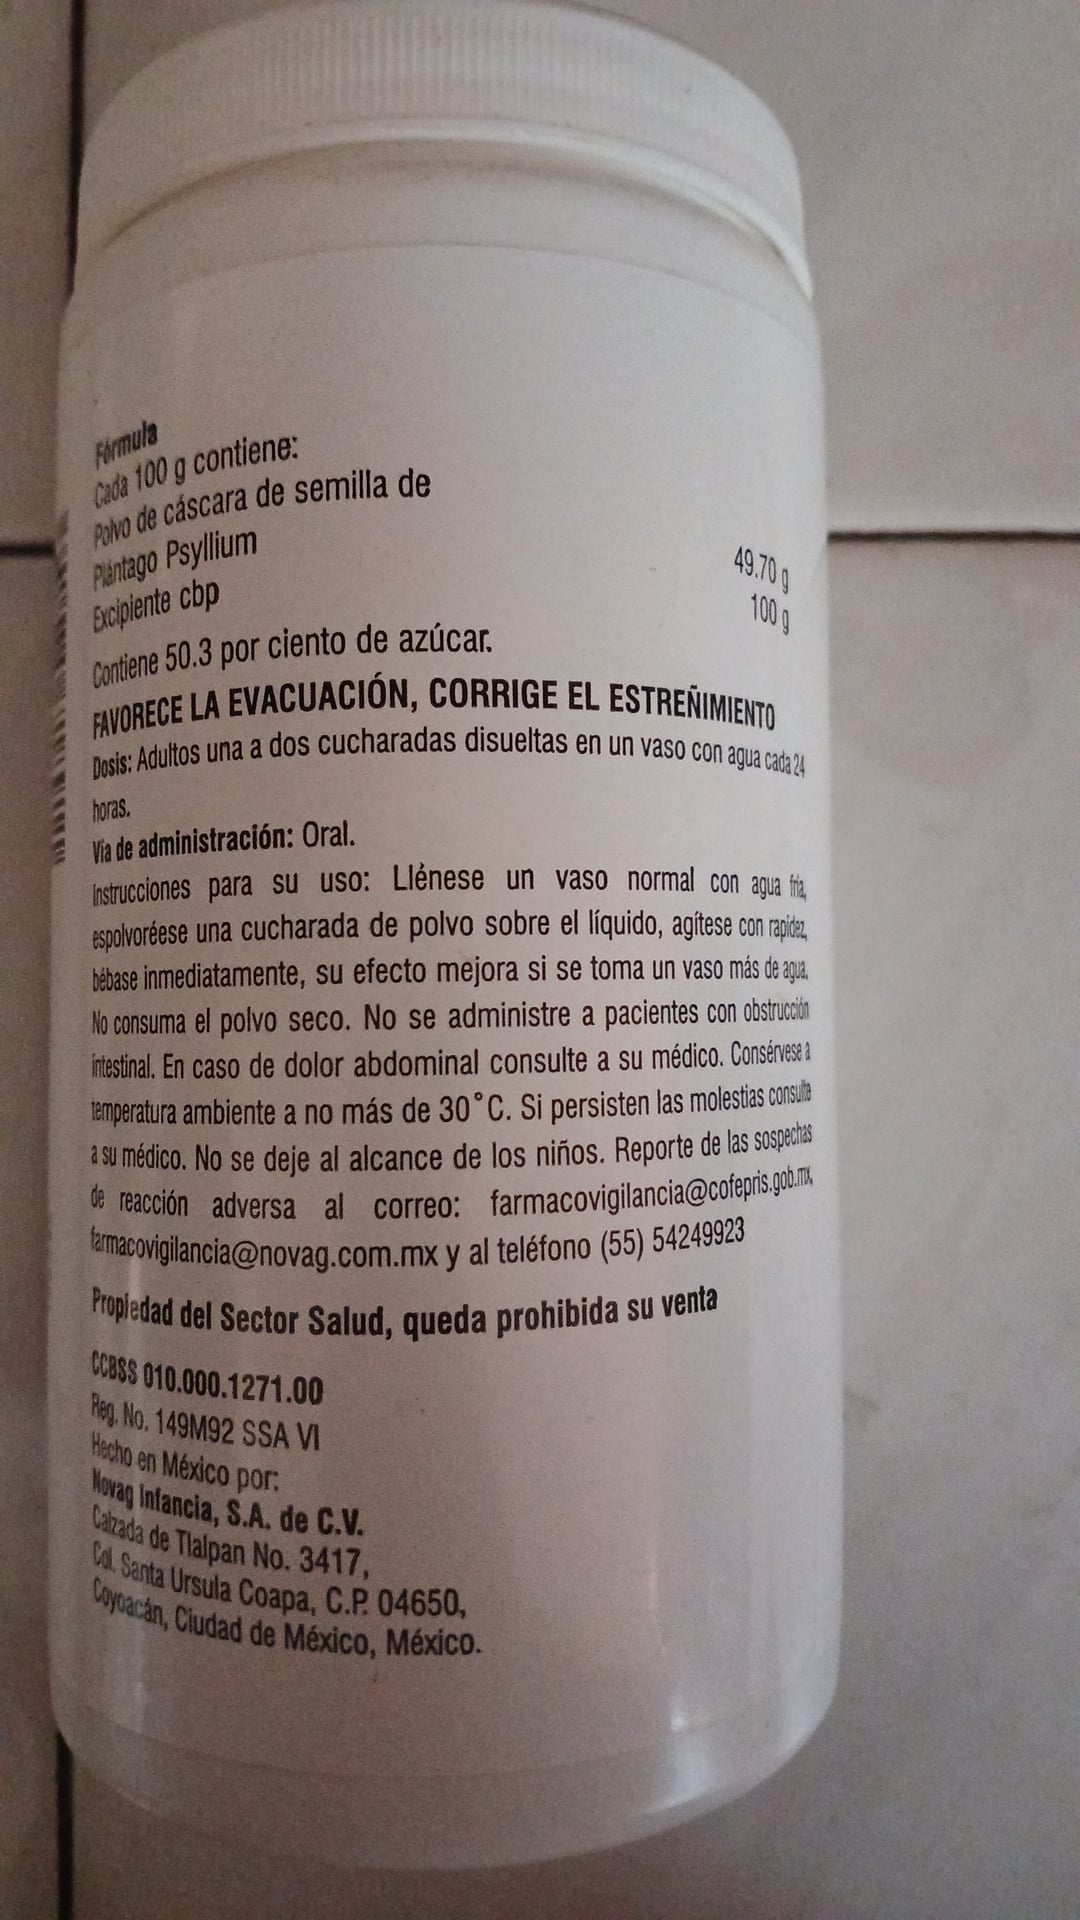 Fórmula
Cada 100 g contiene:
Polvo de cáscara de semilla de
Plántago Psyllium 49.70 g
Excipiente cbp 100 g
Contiene 50.3 por ciento de azúcar.
FAVORECE LA EVACUACIÓN, CORRIGE EL ESTREÑIMIENTO
Dosis: Adultos una a dos cucharadas disueltas en un vaso con agua cada 24
horas.
Vía de administración: Oral.
Instrucciones para su uso: Llénese un vaso normal con agua fría,
espolvoréese una cucharada de polvo sobre el líquido, agítese con rapidez,
bébase inmediatamente, su efecto mejora si se toma un vaso más de agua.
No consuma el polvo seco. No se administre a pacientes con obstrucción
intestinal. En caso de dolor abdominal consulte a su médico. Consérvese a
temperatura ambiente a no más de 30°C. Si persisten las molestias consulte
a su médico. No se deje al alcance de los niños. Reporte de las sospechas
de reacción adversa al correo: farmacovigilancia@cofepris.gob.mx,
farmacovigilancia@novag.com.mx y al teléfono (55) 54249923
Propiedad del Sector Salud, queda prohibida su venta
CCBSS 010.000.1271.00
Reg. No. 149M92 SSA VI
Hecho en México por:
Novag Infancia, S.A. de C.V.
Calzada de Tlalpan No. 3417,
Col. Santa Ursula Coapa, C.P. 04650,
Coyoacán, Ciudad de México, México.